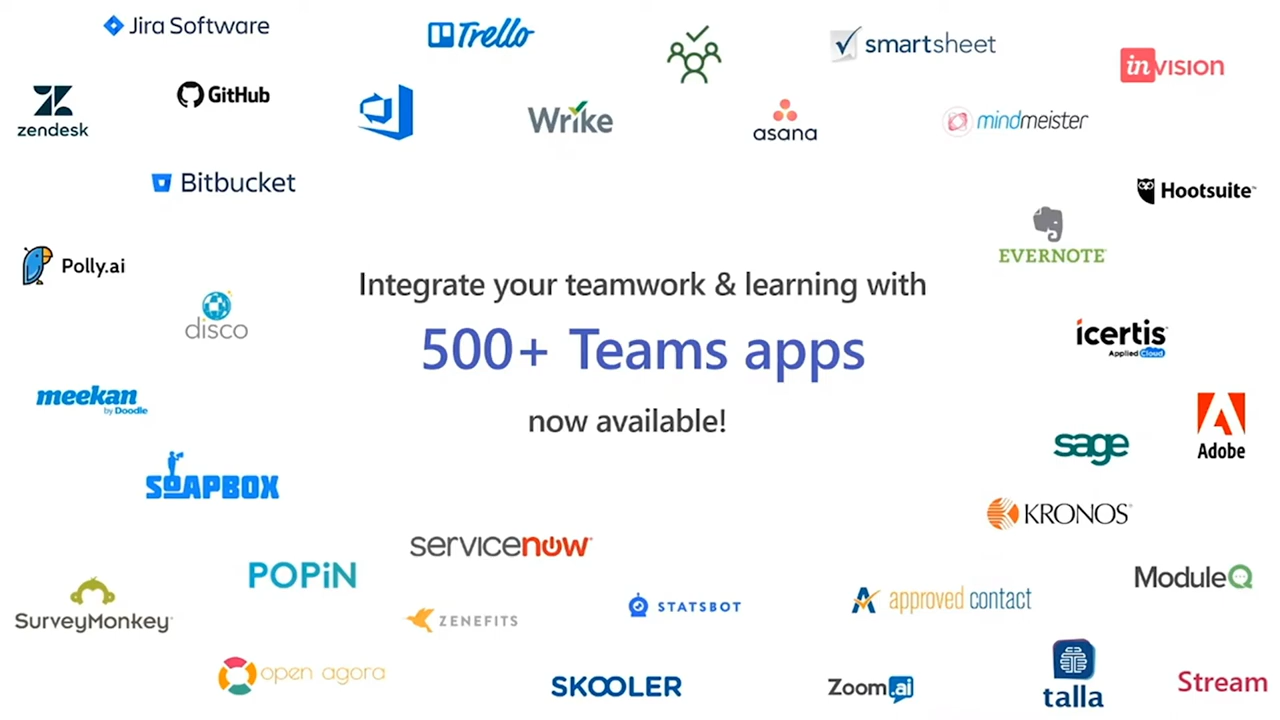 Jira Software
Trello
smartsheet
inVISION
zendesk
GitHub
Wrike
asana
mindmeister
Bitbucket
Hootsuite™
EVERNOTE
Polly.ai
disco
Integrate your teamwork & learning with
500+ Teams apps
now available!
icertis
Applied Cloud
meekan
by Doodle
Adobe
sage
SOAPBOX
KRONOS®
servicenow
POPiN
ModuleQ
SurveyMonkey
ZENEFITS
STATSBOT
approved contact
open agora
SKOOLER
Zoom.ai
talla
Stream